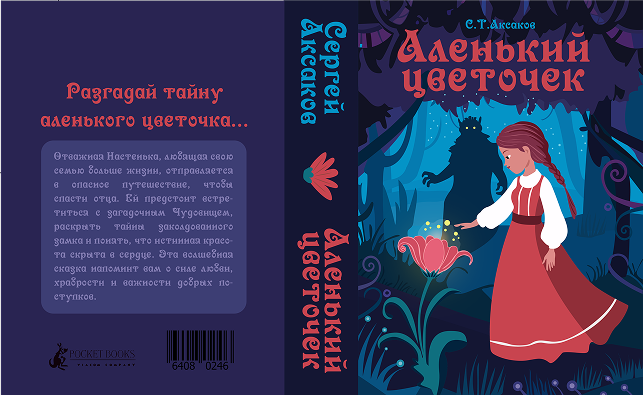 Разгадай тайну
аленького цветочка...
Отважная Настенька, любящая свою
семью больше жизни, отправляется
в опасное путешествие, чтобы
спасти отца. Ей предстоит встре-
титься с загадочным Чудовищем,
раскрыть тайны заколдованного
замка и понять, что истинная красо-
та скрыта в сердце. Эта волшебная
сказка напомнит вам о силе любви,
храбрости и важности добрых по-
ступков.
POCKET BOOKS
6408 0246
Сергей
Аксаков
Аленький
цветочек
С.Т.Аксаков
Аленький
цветочек